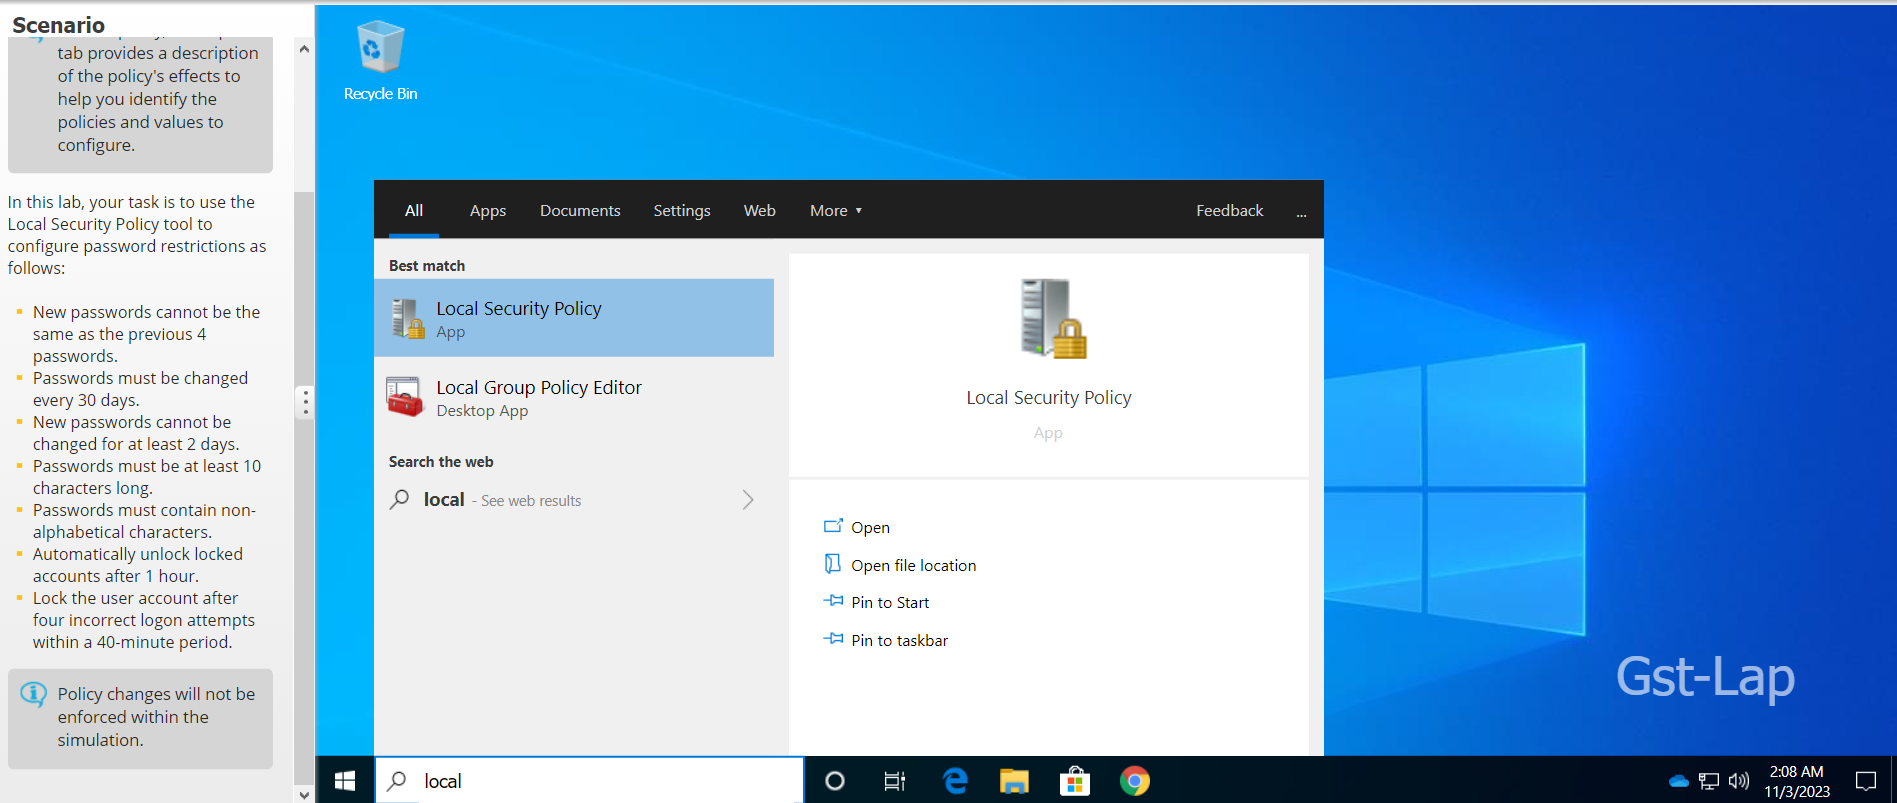 Scenario
tab provides a description
of the policy's effects to
help you identify the
policies and values to
configure.
In this lab, your task is to use the
Local Security Policy tool to
configure password restrictions as
follows:
New passwords cannot be the
same as the previous 4
passwords.
Passwords must be changed
every 30 days.
New passwords cannot be
changed for at least 2 days.
Passwords must be at least 10
characters long.
Passwords must contain non-
alphabetical characters.
Automatically unlock locked
accounts after 1 hour.
Lock the user account after
four incorrect logon attempts
within a 40-minute period.
Policy changes will not be
enforced within the
simulation.
Recycle Bin
All Apps Documents Settings Web More Feedback ...
Best match
Local Security Policy
App
Local Group Policy Editor
Desktop App
Search the web
local - See web results
Local Security Policy
App
Open
Open file location
Pin to Start
Pin to taskbar
Gst-Lap
local
2:08 AM
11/3/2023